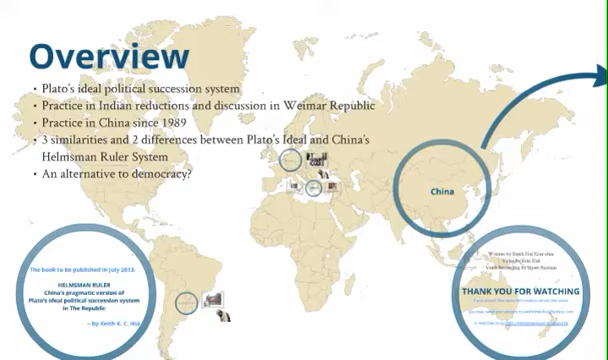 Overview
• Plato's ideal political succession system
• Practice in Indian reductions and discussion in Weimar Republic
• Practice in China since 1989
• 3 similarities and 2 differences between Plato's Ideal and China's
Helmsman Ruler System
• An alternative to democracy?
China
The book to be published in July 2013.
HELMSMAN RULER
China's pragmatic version of
Plato's ideal political succession system
in The Republic
-- by Keith K. C. Hui
THANK YOU FOR WATCHING